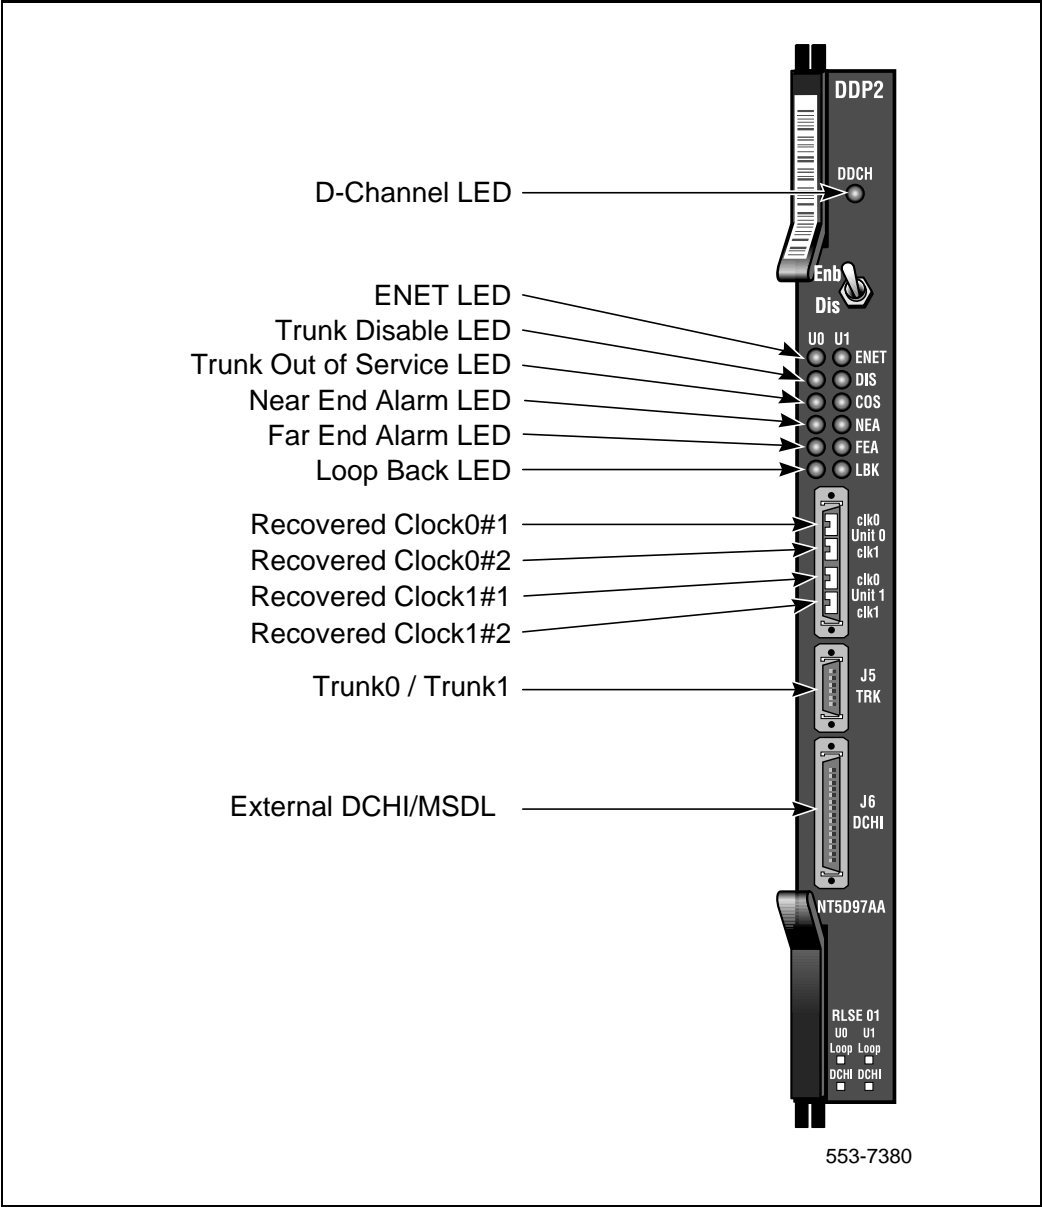 DDP2
DDCH
D-Channel LED
Enb
Dis
ENET LED
Trunk Disable LED
Trunk Out of Service LED
Near End Alarm LED
Far End Alarm LED
Loop Back LED
U0 U1
ENET
DIS
COS
NEA
FEA
LBK
Recovered Clock0#1
Recovered Clock0#2
Recovered Clock1#1
Recovered Clock1#2
clk0
Unit 0
clk1
clk0
Unit 1
clk1
Trunk0 / Trunk1
J5
TRK
External DCHI/MSDL
J6
DCHI
NT5D97AA
RLSE 01
U0 U1
Loop Loop
DCHI DCHI
553-7380